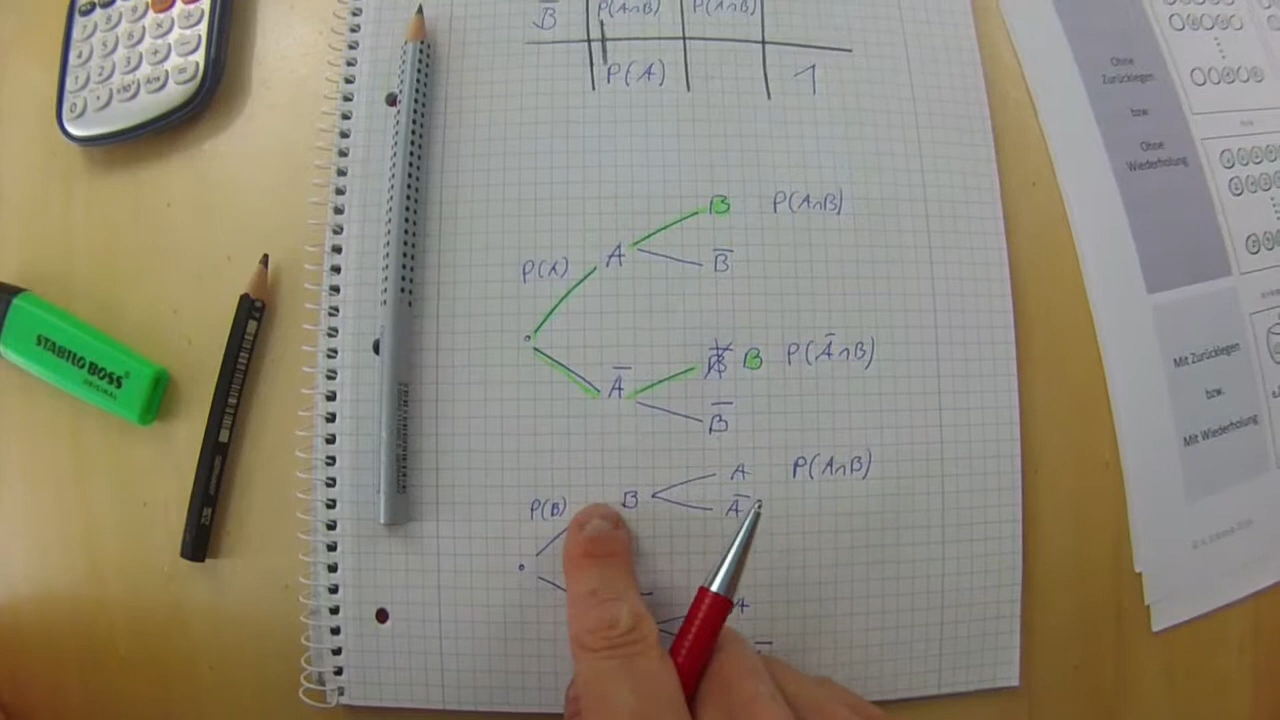 B̅ P(A∩B̅) P(A̅∩B̅)
P(A) 1
B P(A∩B)
P(A) A
B̅
A̅ B P(A̅∩B)
B̅
A P(A∩B)
P(B) B
A̅
A
STABILO BOSS
ORIGINAL
Ohne
Zurücklegen
bzw.
Ohne
Wiederholung
Mit Zurücklegen
bzw.
Mit Wiederholung